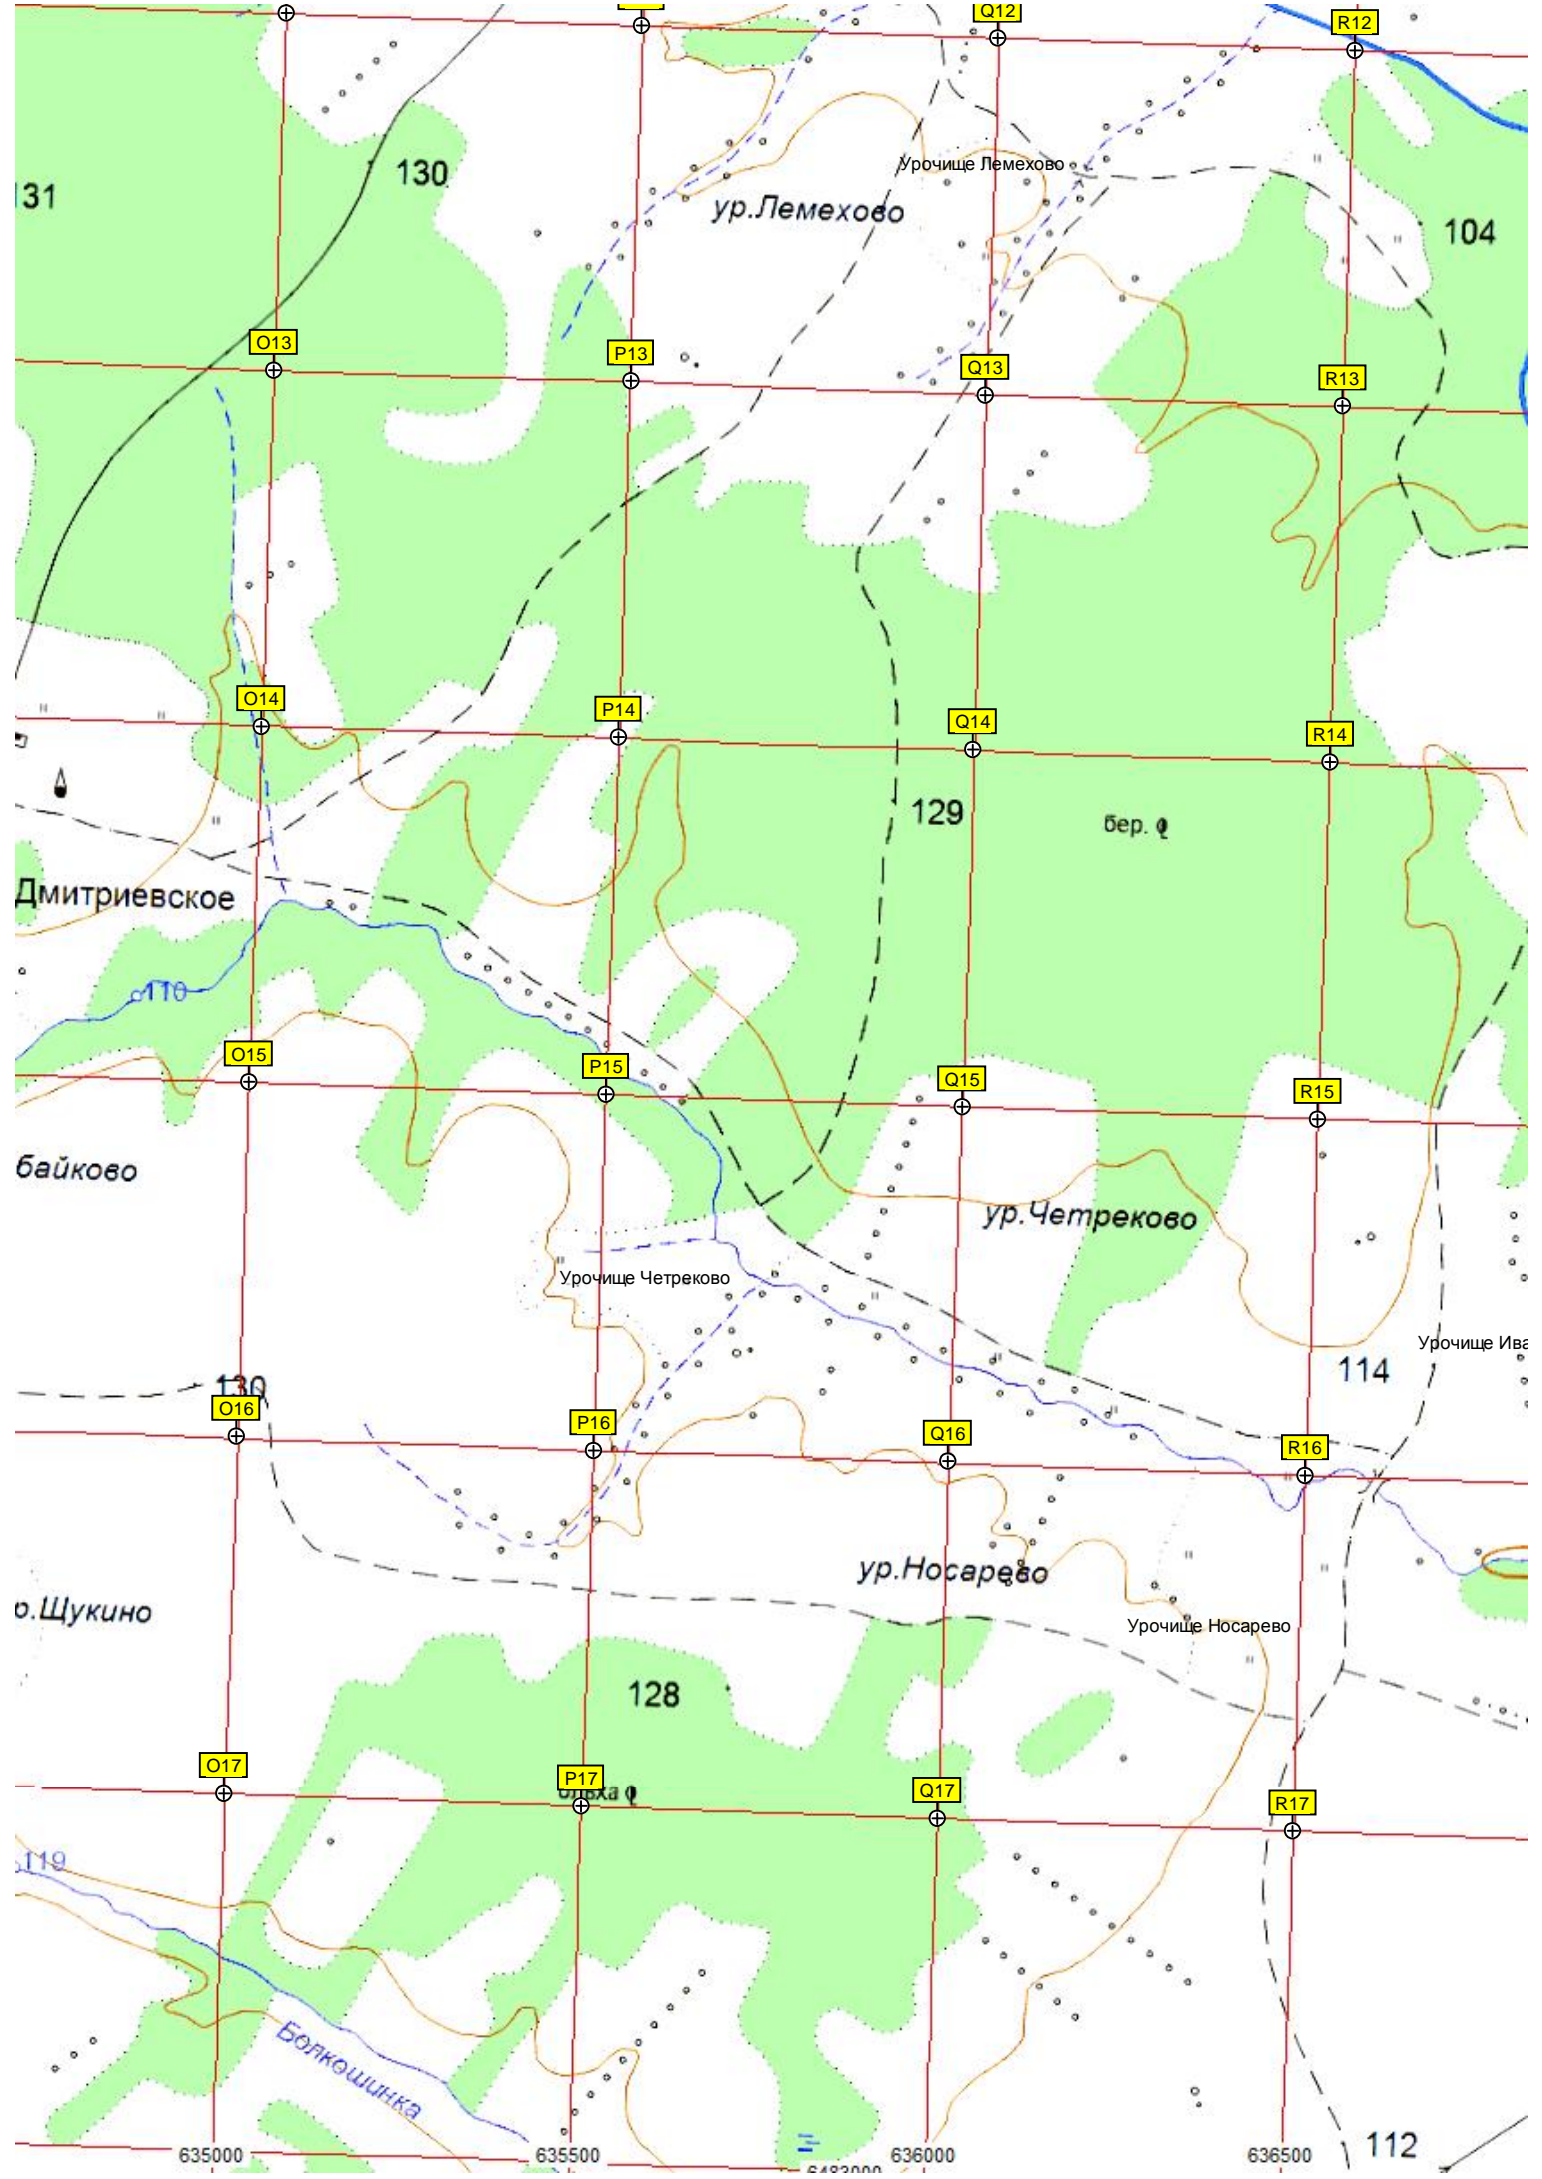 Q12
R12
130
131
Урочище Лемехово
ур.Лемехово
104
O13
P13
Q13
R13
O14
P14
Q14
R14
129
бер.
Дмитриевское
110
O15
P15
Q15
R15
байково
ур.Четреково
Урочище Четреково
Урочище Ива
114
130
O16
P16
Q16
R16
ур.Носарево
р.Щукино
Урочище Носарево
128
O17
P17
Q17
R17
119
Болкошинка
635000
635500
636000
636500
112
6483000